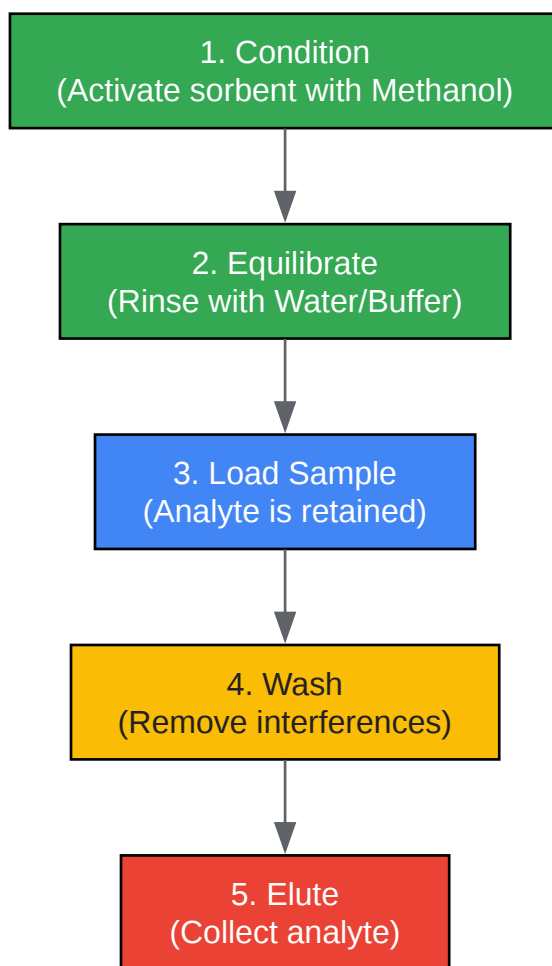 1. Condition
(Activate sorbent with Methanol)
2. Equilibrate
(Rinse with Water/Buffer)
3. Load Sample
(Analyte is retained)
4. Wash
(Remove interferences)
5. Elute
(Collect analyte)